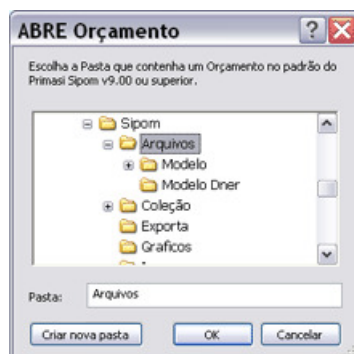 ABRE Orçamento
Escolha a Pasta que contenha um Orçamento no padrão do
Primasi Sipom v9.00 ou superior.
Sipom
Arquivos
Modelo
Modelo Dner
Coleção
Exporta
Graficos
Pasta: Arquivos
Criar nova pasta OK Cancelar